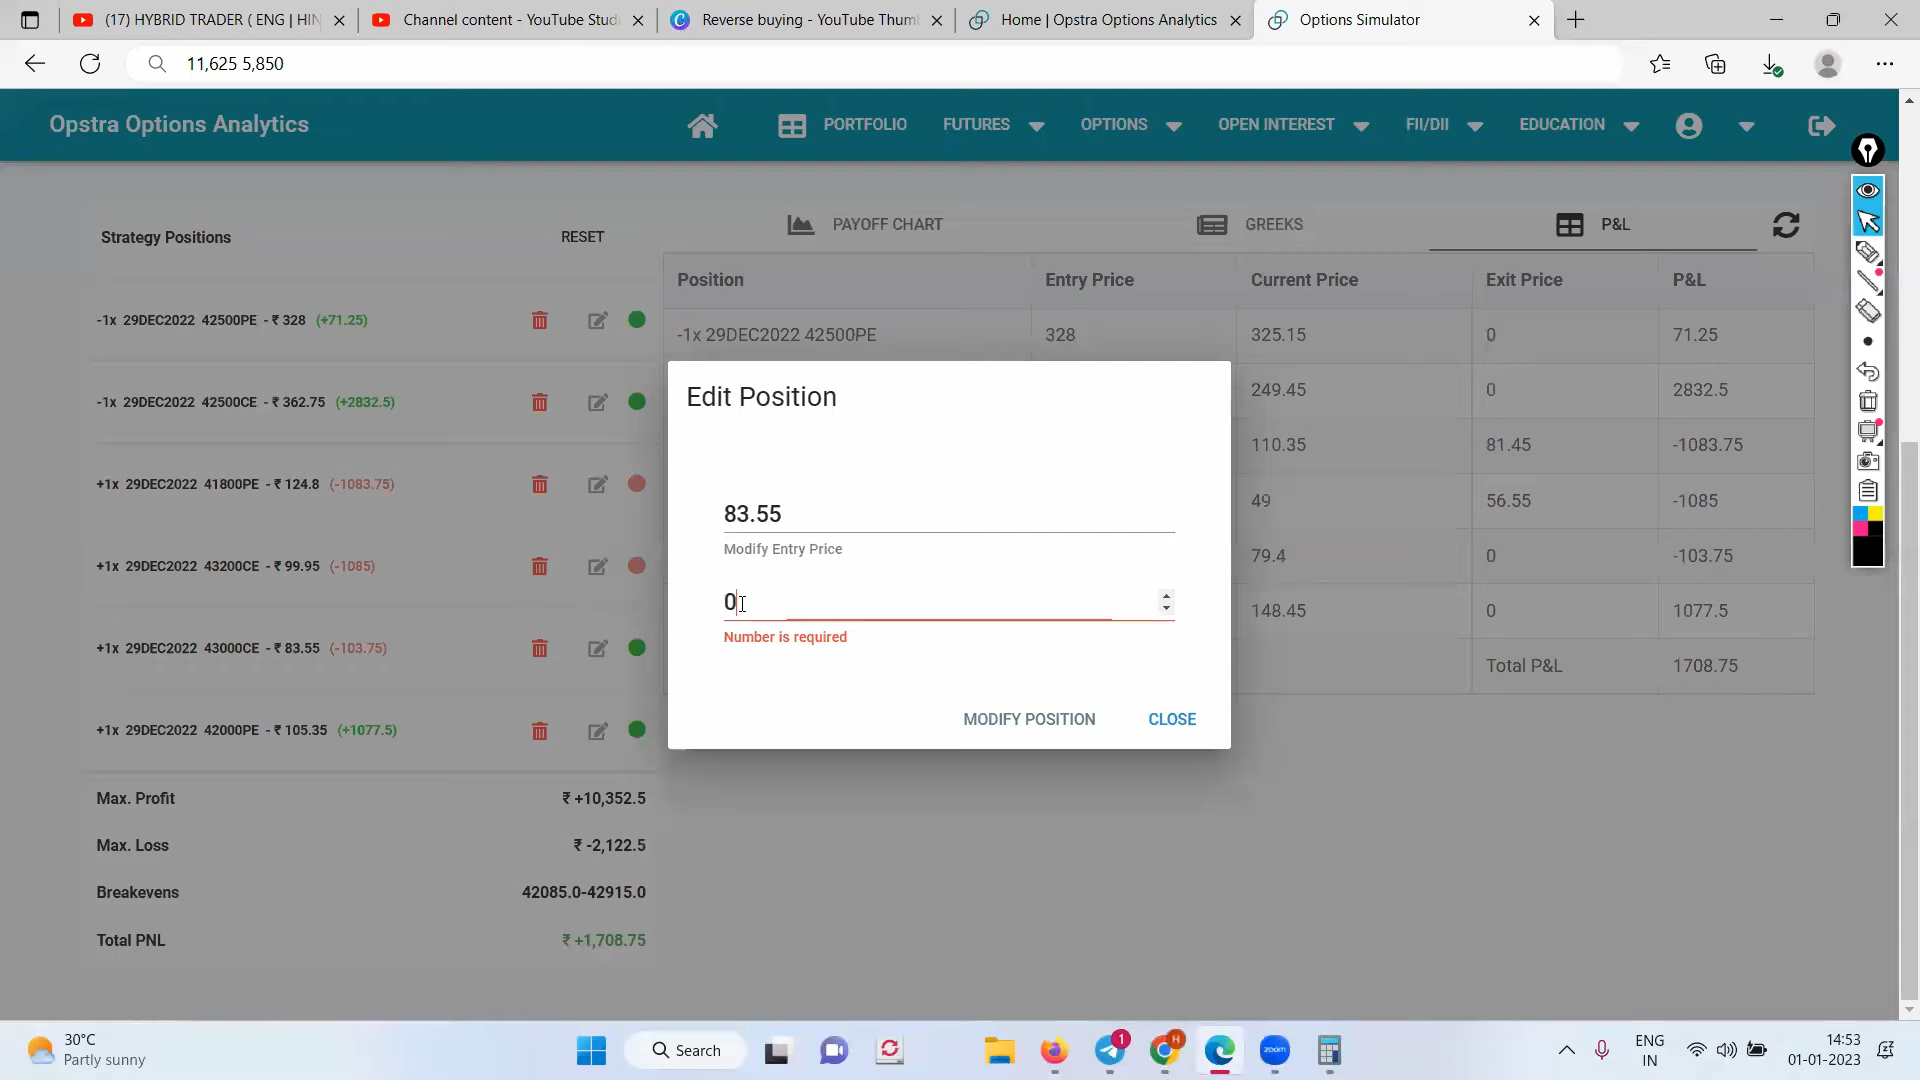 (17) HYBRID TRADER ( ENG | HIN
Channel content - YouTube Studi
Reverse buying - YouTube Thum
Home | Opstra Options Analytics
Options Simulator
11,625 5,850
Opstra Options Analytics
PORTFOLIO
FUTURES
OPTIONS
OPEN INTEREST
FII/DII
EDUCATION
Strategy Positions
RESET
PAYOFF CHART
GREEKS
P&L
Position Entry Price Current Price Exit Price P&L
-1x 29DEC2022 42500PE - ₹ 328 (+71.25)
-1x 29DEC2022 42500PE 328 325.15 0 71.25
-1x 29DEC2022 42500CE - ₹ 362.75 (+2832.5)
249.45 0 2832.5
+1x 29DEC2022 41800PE - ₹ 124.8 (-1083.75)
110.35 81.45 -1083.75
+1x 29DEC2022 43200CE - ₹ 99.95 (-1085)
49 56.55 -1085
+1x 29DEC2022 43000CE - ₹ 83.55 (-103.75)
79.4 0 -103.75
+1x 29DEC2022 42000PE - ₹ 105.35 (+1077.5)
148.45 0 1077.5
Total P&L 1708.75
Edit Position
83.55
Modify Entry Price
0
Number is required
MODIFY POSITION
CLOSE
Max. Profit ₹ +10,352.5
Max. Loss ₹ -2,122.5
Breakevens 42085.0-42915.0
Total PNL ₹ +1,708.75
30°C
Partly sunny
Search
1
H
zoom
ENG
IN
14:53
01-01-2023